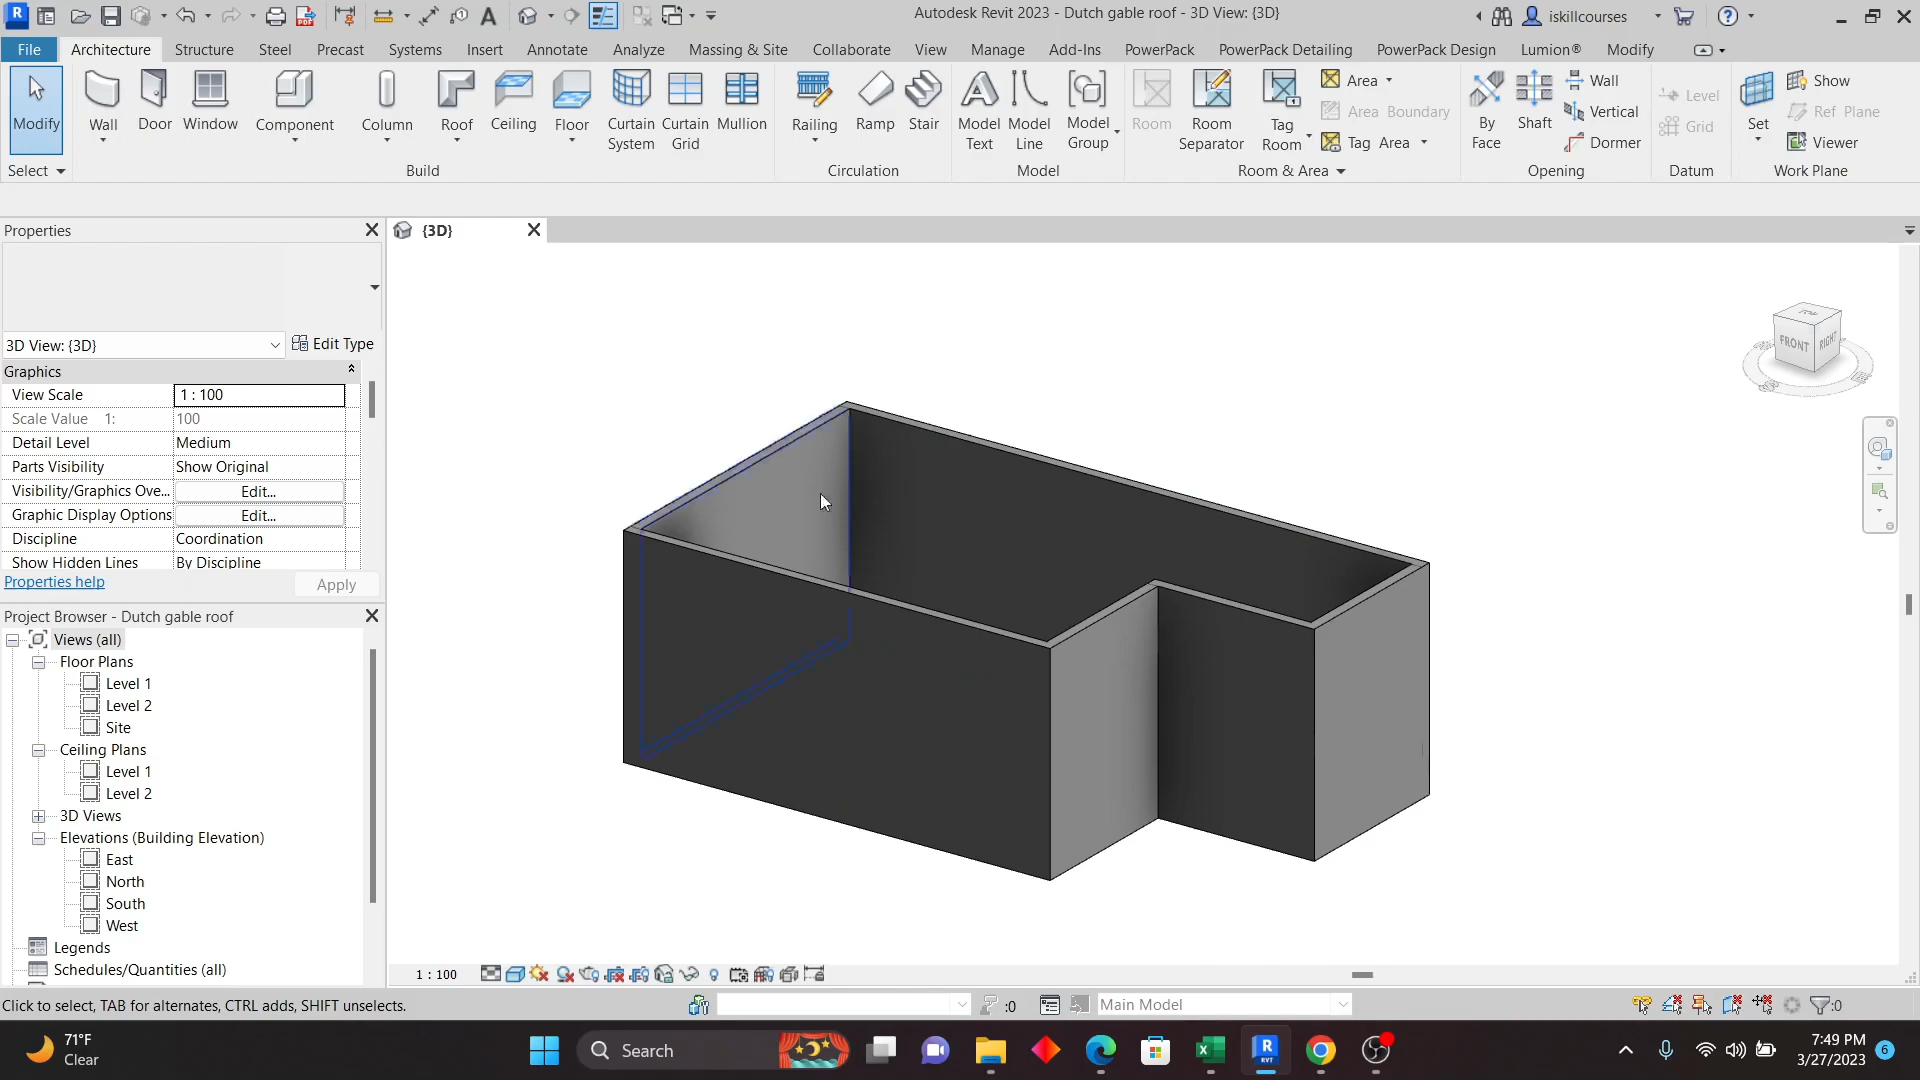 Autodesk Revit 2023 - Dutch gable roof - 3D View: {3D}
iskillcourses
File
Architecture
Structure
Steel
Precast
Systems
Insert
Annotate
Analyze
Massing & Site
Collaborate
View
Manage
Add-Ins
PowerPack
PowerPack Detailing
PowerPack Design
Lumion®
Modify
Modify
Wall
Door
Window
Component
Column
Roof
Ceiling
Floor
Curtain
System
Curtain
Grid
Mullion
Railing
Ramp
Stair
Model
Text
Model
Line
Model
Group
Room
Room
Separator
Tag
Room
Area
Area Boundary
Tag Area
By
Face
Shaft
Wall
Vertical
Dormer
Level
Grid
Set
Show
Ref Plane
Viewer
Select
Build
Circulation
Model
Room & Area
Opening
Datum
Work Plane
Properties
{3D}
3D View: {3D}
Edit Type
Graphics
View Scale 1 : 100
Scale Value 1: 100
Detail Level Medium
Parts Visibility Show Original
Visibility/Graphics Ove... Edit...
Graphic Display Options Edit...
Discipline Coordination
Show Hidden Lines By Discipline
Properties help
Apply
Project Browser - Dutch gable roof
Views (all)
Floor Plans
Level 1
Level 2
Site
Ceiling Plans
Level 1
Level 2
3D Views
Elevations (Building Elevation)
East
North
South
West
Legends
Schedules/Quantities (all)
FRONT
RIGHT
1 : 100
Click to select, TAB for alternates, CTRL adds, SHIFT unselects.
:0
Main Model
:0
71°F
Clear
Search
7:49 PM
3/27/2023
6